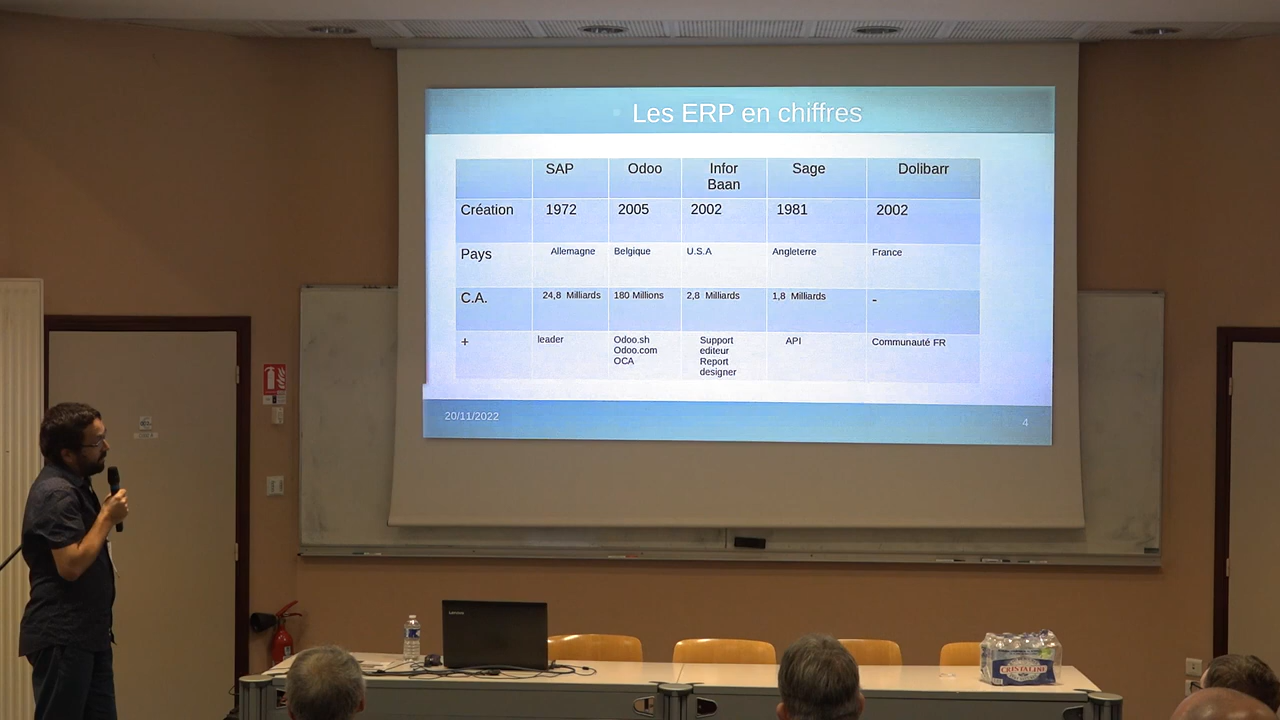 Les ERP en chiffres
SAP Odoo Infor Baan Sage Dolibarr
Création 1972 2005 2002 1981 2002
Pays Allemagne Belgique U.S.A Angleterre France
C.A. 24,8 Milliards 180 Millions 2,8 Milliards 1,8 Milliards -
+ leader Odoo.sh Support API Communauté FR
Odoo.com editeur
OCA Report
designer
20/11/2022 4
Lenovo
CRISTALINE